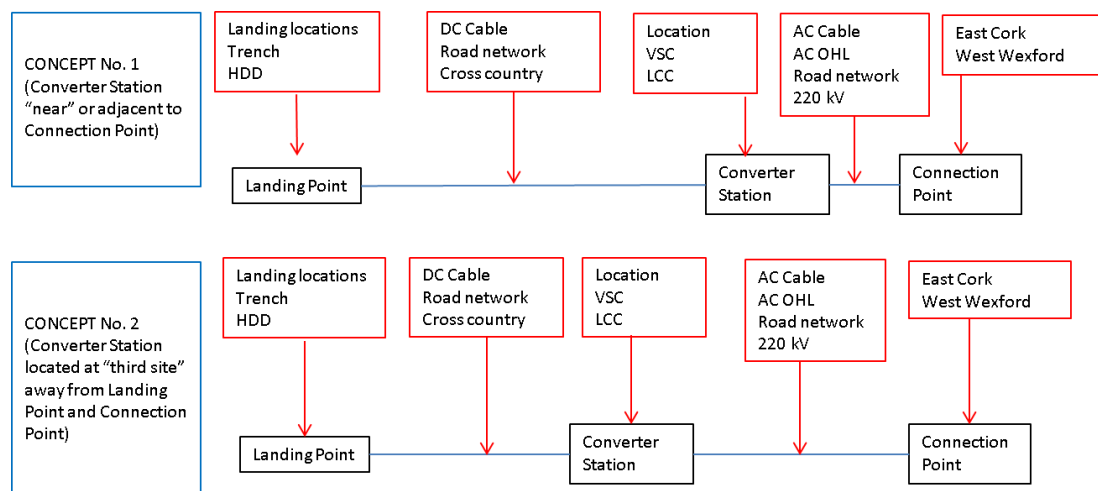 CONCEPT No. 1
(Converter Station
“near” or adjacent to
Connection Point)
Landing locations
Trench
HDD
DC Cable
Road network
Cross country
Location
VSC
LCC
AC Cable
AC OHL
Road network
220 kV
East Cork
West Wexford
Landing Point
Converter
Station
Connection
Point
CONCEPT No. 2
(Converter Station
located at “third site”
away from Landing
Point and Connection
Point)
Landing locations
Trench
HDD
DC Cable
Road network
Cross country
Location
VSC
LCC
AC Cable
AC OHL
Road network
220 kV
East Cork
West Wexford
Landing Point
Converter
Station
Connection
Point